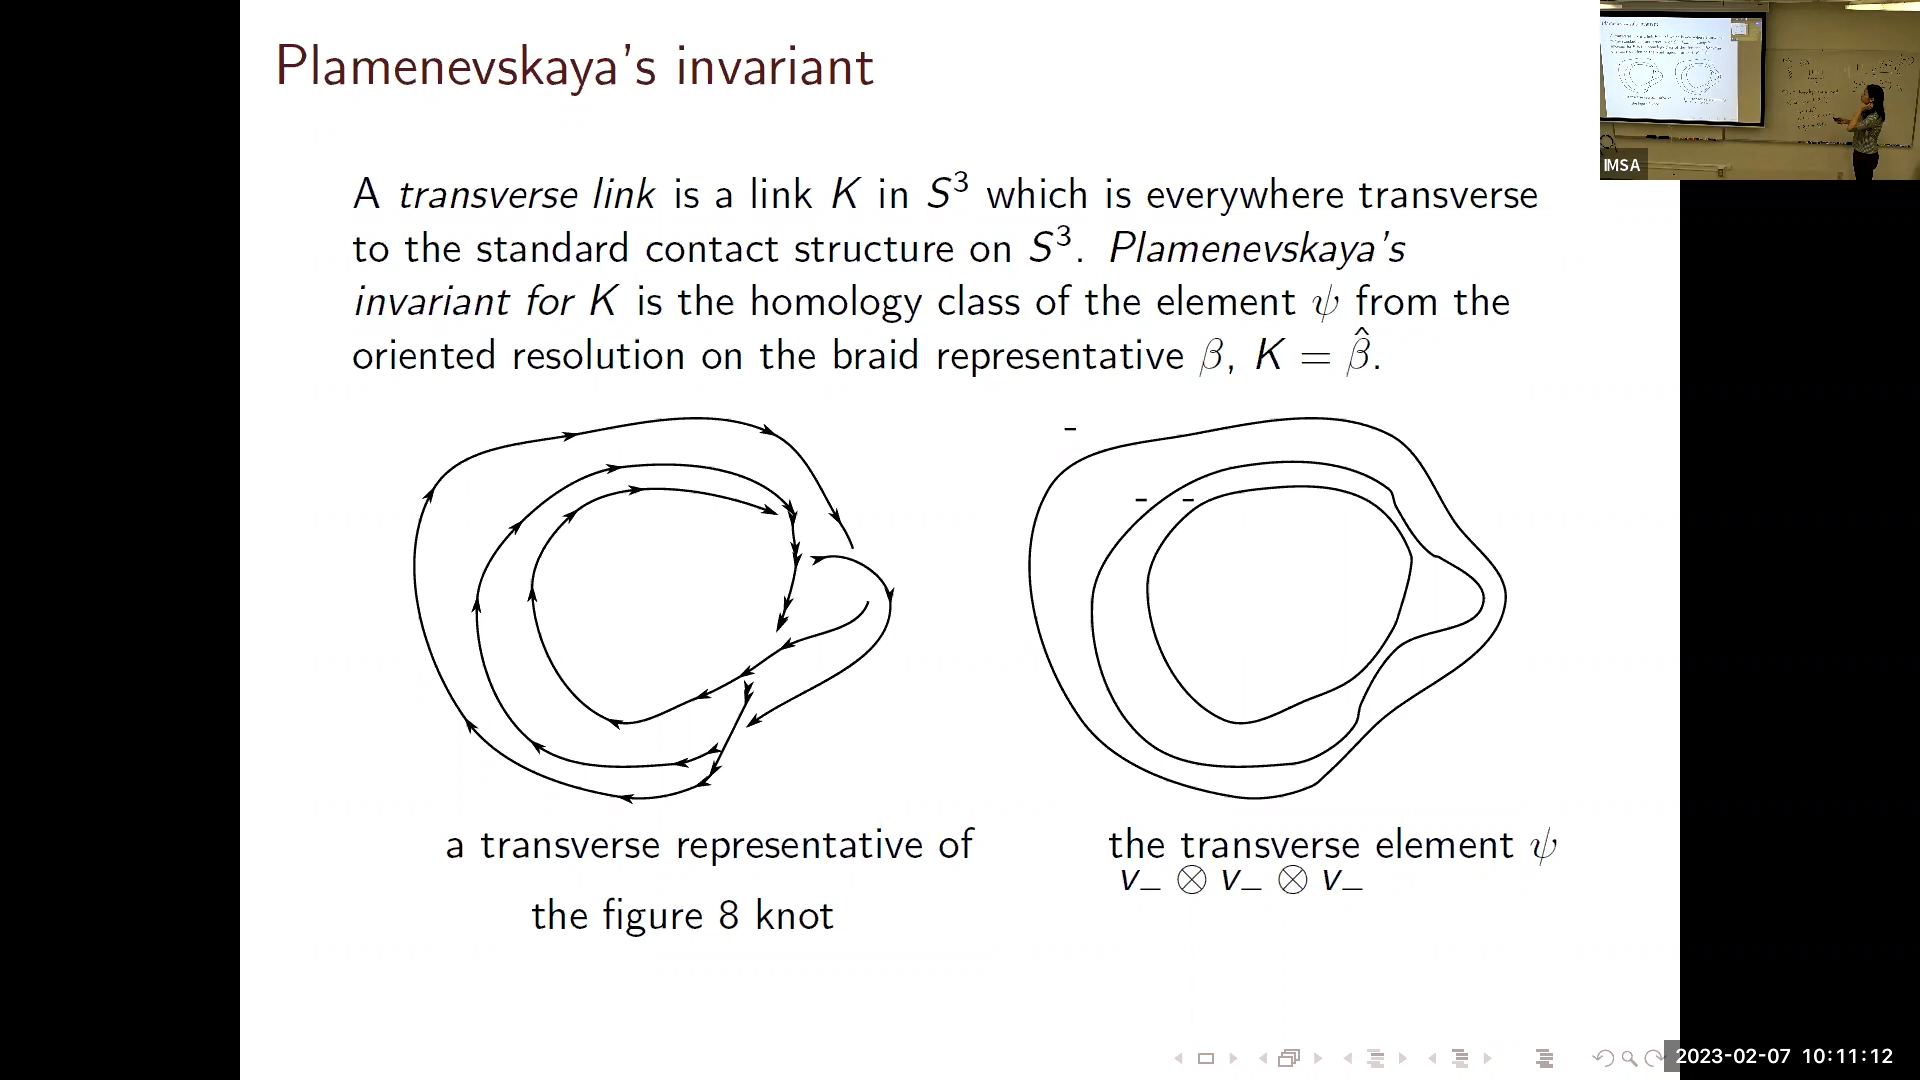 Plamenevskaya's invariant
A transverse link is a link K in S³ which is everywhere transverse
to the standard contact structure on S³. Plamenevskaya's
invariant for K is the homology class of the element ψ from the
oriented resolution on the braid representative β, K = β̂.
-
- -
a transverse representative of
the figure 8 knot
the transverse element ψ
v₋ ⊗ v₋ ⊗ v₋
IMSA
2023-02-07 10:11:12